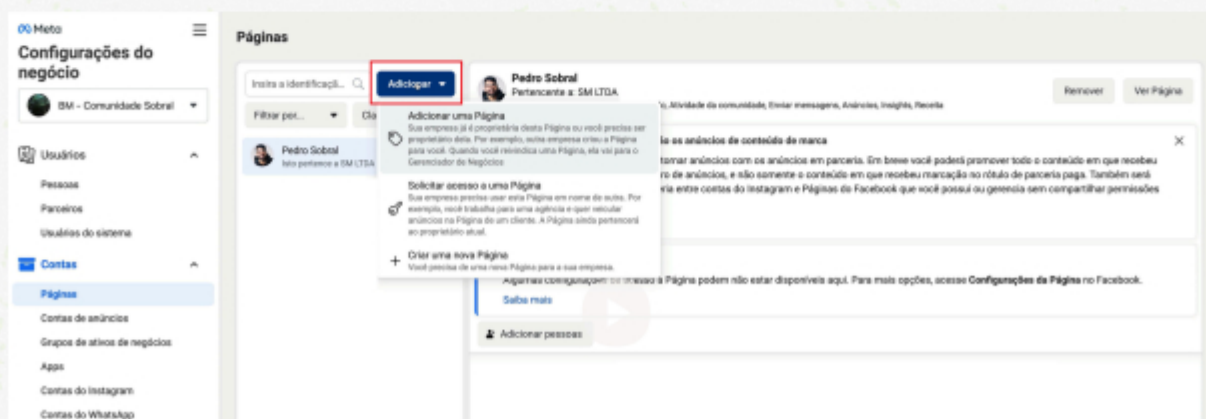 Meta
Configurações do
negócio
BM - Comunidade Sobral
Usuários
Pessoas
Parceiros
Usuários do sistema
Contas
Páginas
Contas de anúncios
Grupos de ativos de negócios
Apps
Contas do Instagram
Contas do WhatsApp
Páginas
Insira a identificaçã...
Adicionar
Filtrar por...
Cla
Pedro Sobral
Isto pertence a SM LTDA
Adicionar uma Página
Sua empresa já é proprietária desta Página ou você precisa ser
proprietário dela. Por exemplo, outra empresa criou a Página
para você. Quando você reivindica uma Página, ela vai para o
Gerenciador de Negócios
Solicitar acesso a uma Página
Sua empresa precisa usar esta Página em nome de outra. Por
exemplo, você trabalha para uma agência e quer veicular
anúncios na Página de um cliente. A Página ainda pertencerá
ao proprietário atual.
Criar uma nova Página
Você precisa de uma nova Página para a sua empresa.
Pedro Sobral
Pertencente a: SM LTDA
Remover
Ver Página
Atividade da comunidade, Enviar mensagens, Anúncios, Insights, Receita
os anúncios de conteúdo de marca
tornar anúncios com os anúncios em parceria. Em breve você poderá promover todo o conteúdo em que recebeu
ro de anúncios, e não somente o conteúdo em que recebeu marcação no rótulo de parceria paga. Também será
ria entre contas do Instagram e Páginas do Facebook que você possui ou gerencia sem compartilhar permissões
Algumas configurações de acesso à Página podem não estar disponíveis aqui. Para mais opções, acesse Configurações da Página no Facebook.
Saiba mais
Adicionar pessoas